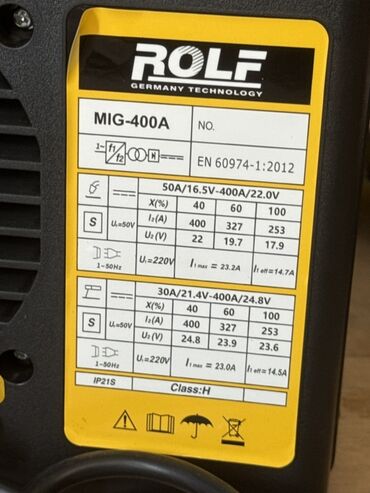 ROLF
GERMANY TECHNOLOGY
MIG-400A NO.
1~ f1 f2 EN 60974-1:2012
50A/16.5V-400A/22.0V
X(%) 40 60 100
S U₀=50V I₂(A) 400 327 253
U₂(V) 22 19.7 17.9
1~50Hz U₁=220V I₁ max = 23.2A I₁ eff = 14.7A
30A/21.4V-400A/24.8V
X(%) 40 60 100
S U₀=50V I₂(A) 400 327 253
U₂(V) 24.8 23.9 23.6
1~50Hz U₁=220V I₁ max = 23.0A I₁ eff = 14.5A
IP21S Class:H